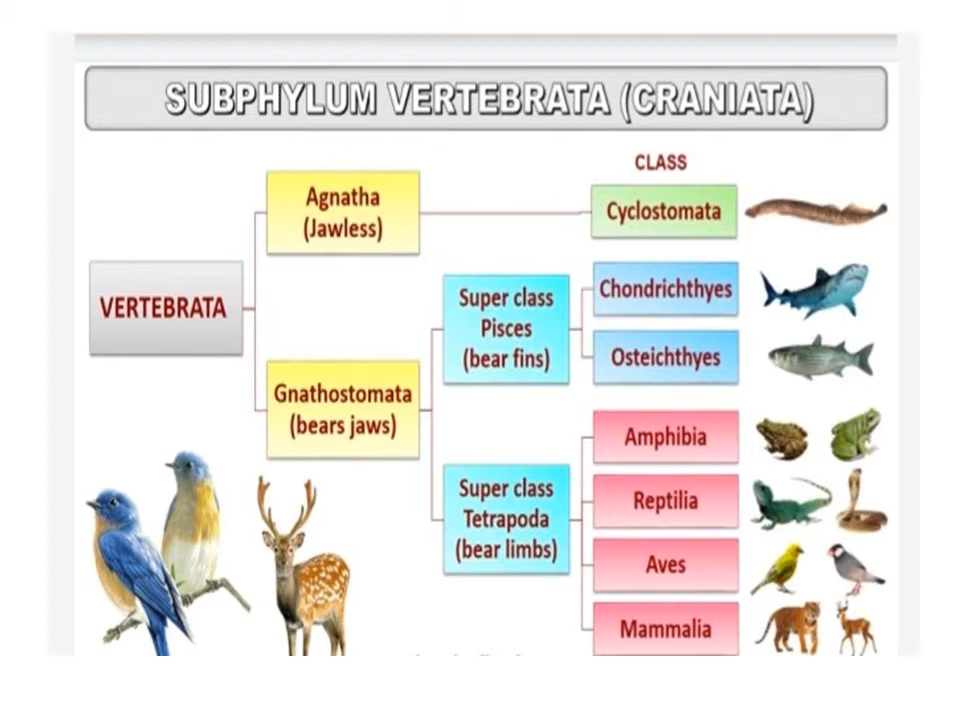 SUBPHYLUM VERTEBRATA (CRANIATA)
CLASS
Agnatha
(Jawless)
Cyclostomata
VERTEBRATA
Super class
Pisces
(bear fins)
Chondrichthyes
Osteichthyes
Gnathostomata
(bears jaws)
Super class
Tetrapoda
(bear limbs)
Amphibia
Reptilia
Aves
Mammalia